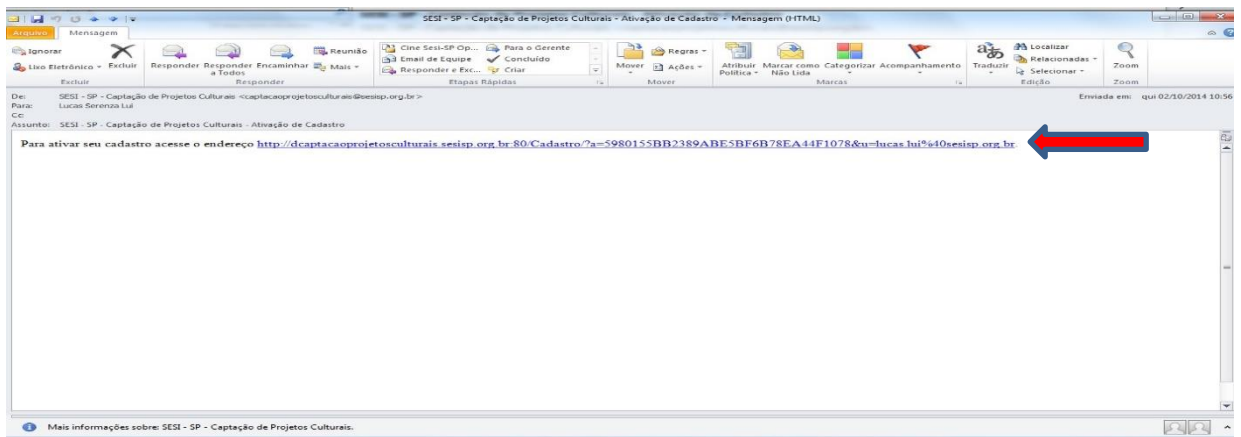 SESI - SP - Captação de Projetos Culturais - Ativação de Cadastro - Mensagem (HTML)
Arquivo Mensagem
Ignorar
Lixo Eletrônico
Excluir
Excluir
Responder
Responder a Todos
Encaminhar
Reunião
Mais
Responder
Cine Sesi-SP Op...
Email de Equipe
Responder e Exc...
Para o Gerente
Concluído
Criar
Etapas Rápidas
Mover
Regras
Ações
Mover
Atribuir Política
Marcar como Não Lida
Categorizar
Acompanhamento
Marcas
Traduzir
Localizar
Relacionadas
Selecionar
Edição
Zoom
Zoom
De: SESI - SP - Captação de Projetos Culturais <captacaoprojetosculturais@sesisp.org.br>
Enviada em: qui 02/10/2014 10:56
Para: Lucas Serenza Lui
Cc:
Assunto: SESI - SP - Captação de Projetos Culturais - Ativação de Cadastro
Para ativar seu cadastro acesse o endereço http://dcaptacaoprojetosculturais.sesisp.org.br:80/Cadastro/?a=5980155BB2389ABE5BF6B78EA44F1078&u=lucas.lui%40sesisp.org.br.
Mais informações sobre: SESI - SP - Captação de Projetos Culturais.